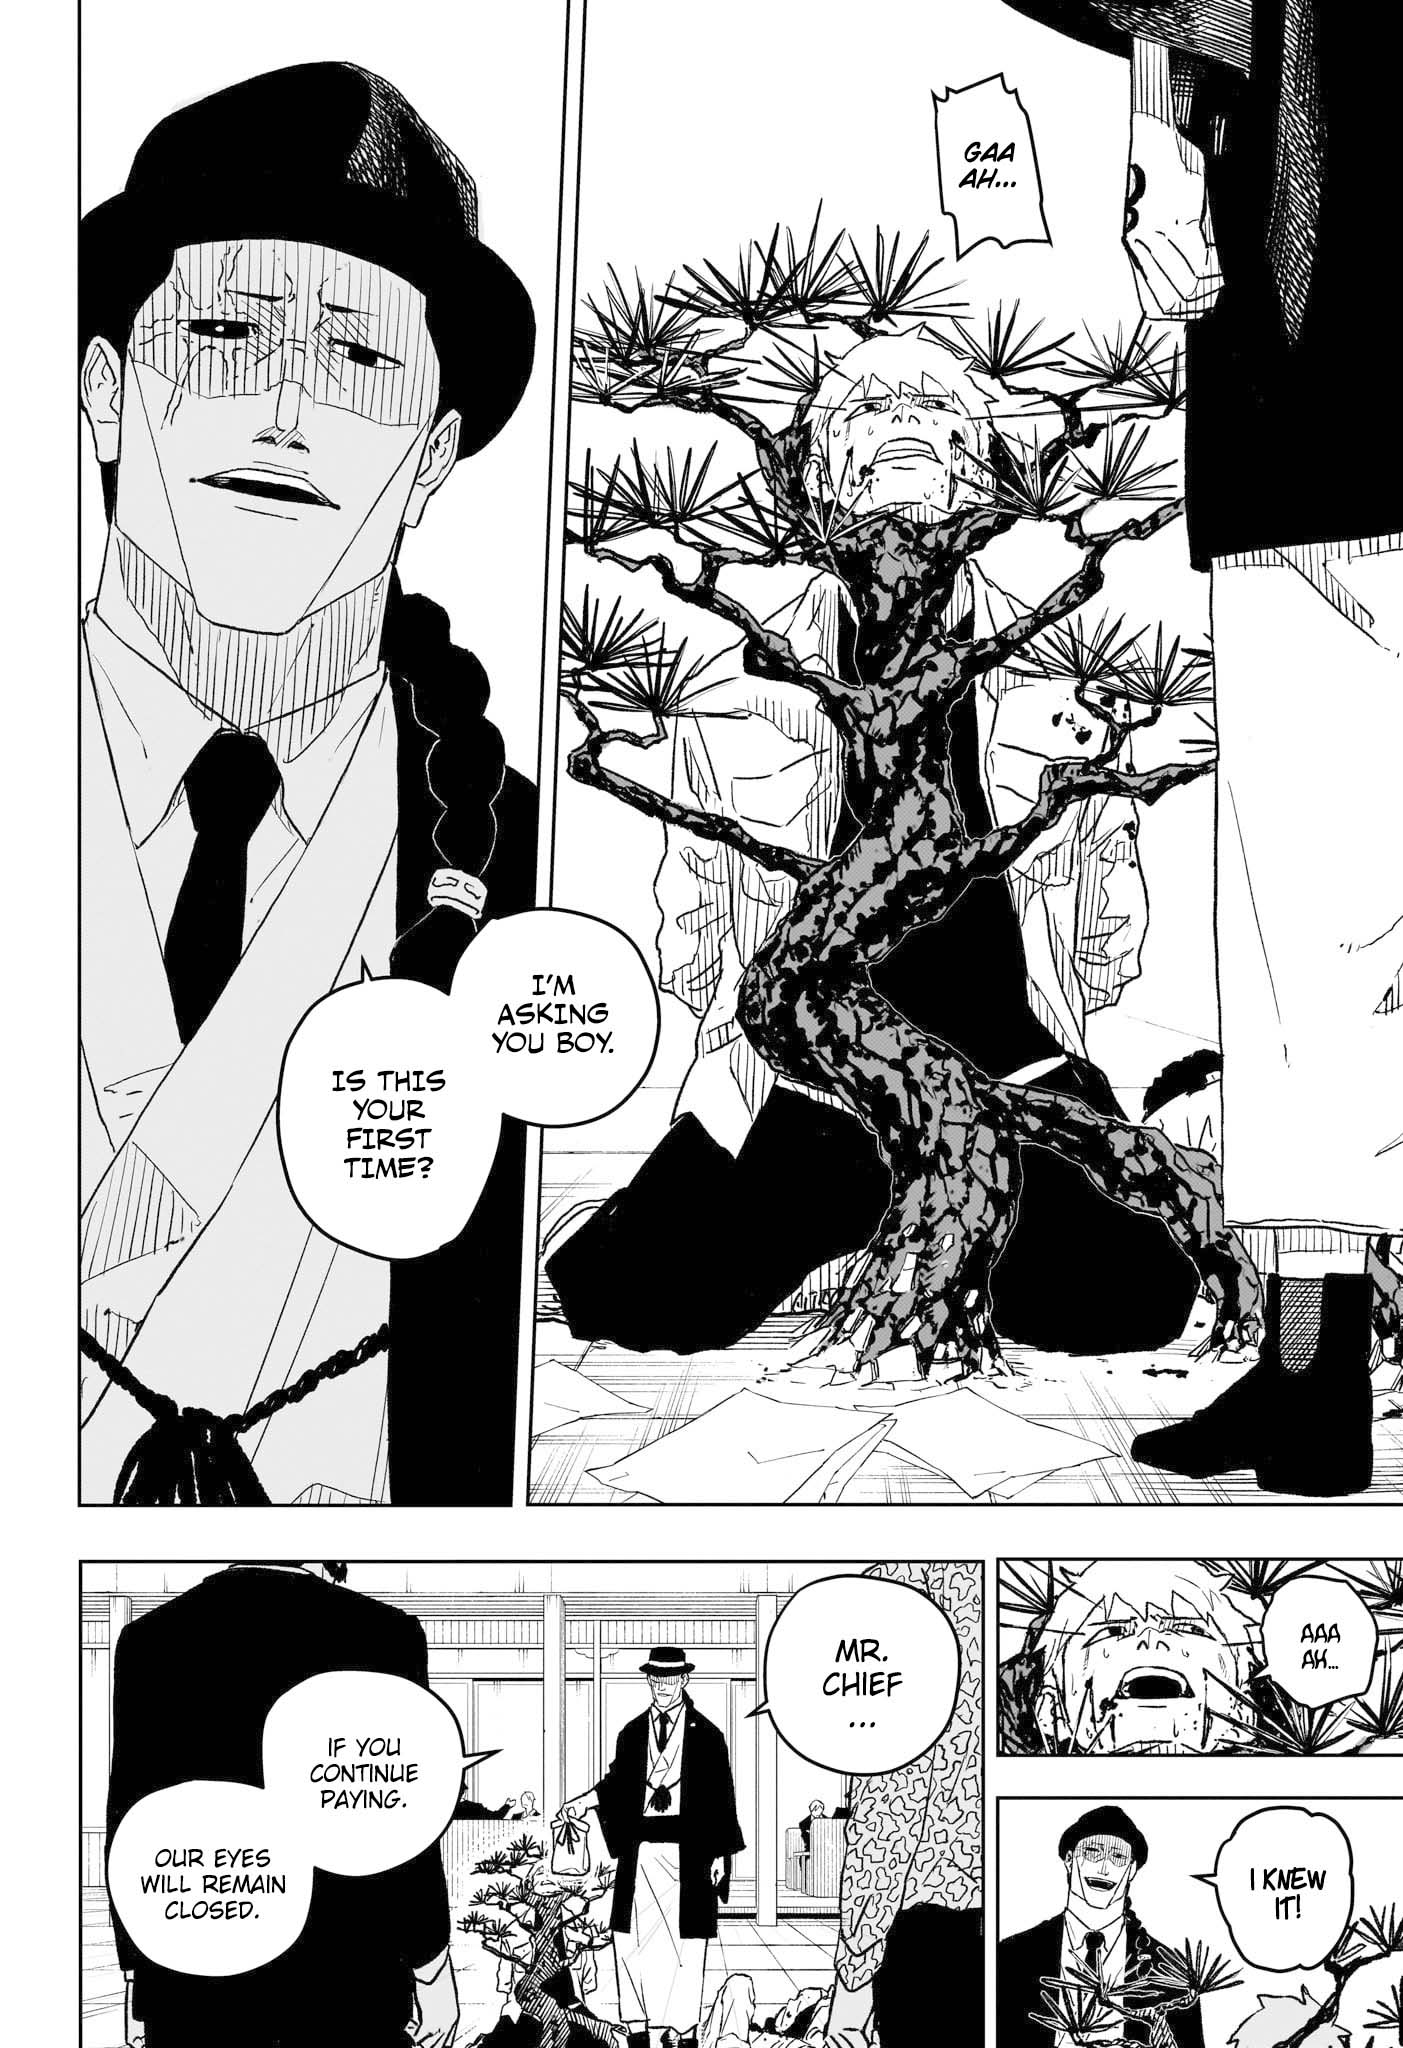 GAA
AH...
I'M
ASKING
YOU BOY.
IS THIS
YOUR
FIRST
TIME?
AAA
AH...
I KNEW
IT!
MR.
CHIEF
...
IF YOU
CONTINUE
PAYING.
OUR EYES
WILL REMAIN
CLOSED.